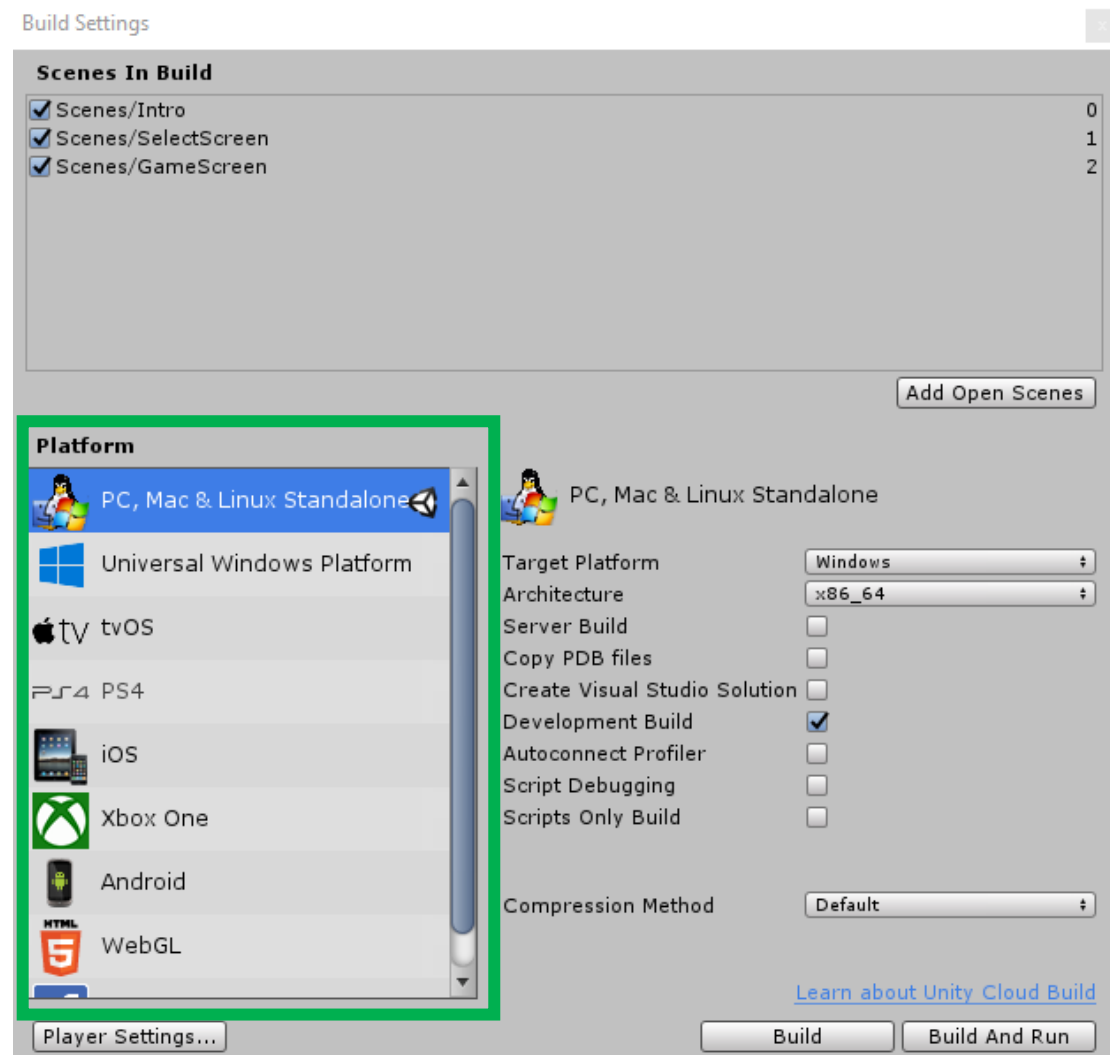 Build Settings
x
Scenes In Build
Scenes/Intro 0
Scenes/SelectScreen 1
Scenes/GameScreen 2
Add Open Scenes
Platform
PC, Mac & Linux Standalone
Universal Windows Platform
tv tvOS
PS4 PS4
iOS
Xbox One
Android
HTML
5 WebGL
Player Settings...
PC, Mac & Linux Standalone
Target Platform Windows
Architecture x86_64
Server Build
Copy PDB files
Create Visual Studio Solution
Development Build
Autoconnect Profiler
Script Debugging
Scripts Only Build
Compression Method Default
Learn about Unity Cloud Build
Build Build And Run